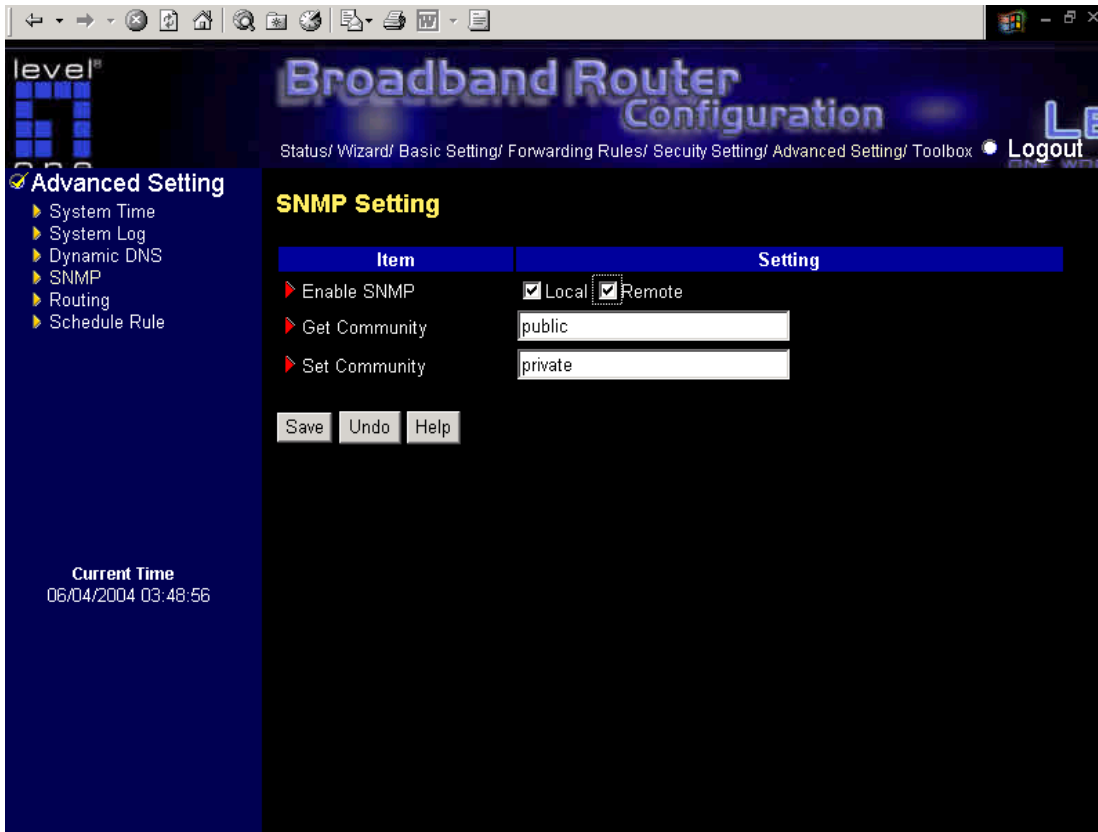 level®
one
Broadband Router
Configuration
Status/ Wizard/ Basic Setting/ Forwarding Rules/ Secuity Setting/ Advanced Setting/ Toolbox Logout
Advanced Setting
System Time
System Log
Dynamic DNS
SNMP
Routing
Schedule Rule
Current Time
06/04/2004 03:48:56
SNMP Setting
Item Setting
Enable SNMP Local Remote
Get Community public
Set Community private
Save Undo Help